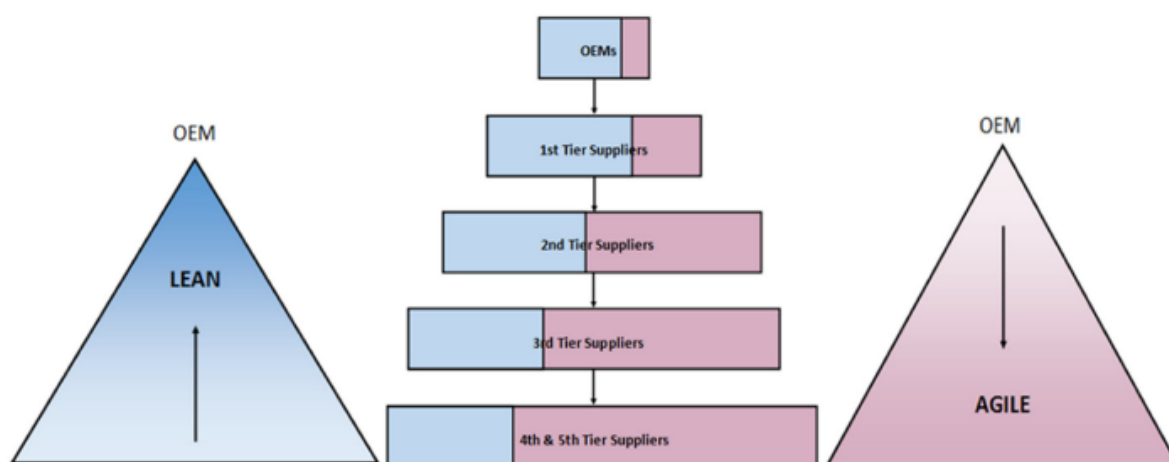 OEMs
OEM
1st Tier Suppliers
OEM
2nd Tier Suppliers
LEAN
3rd Tier Suppliers
AGILE
4th & 5th Tier Suppliers